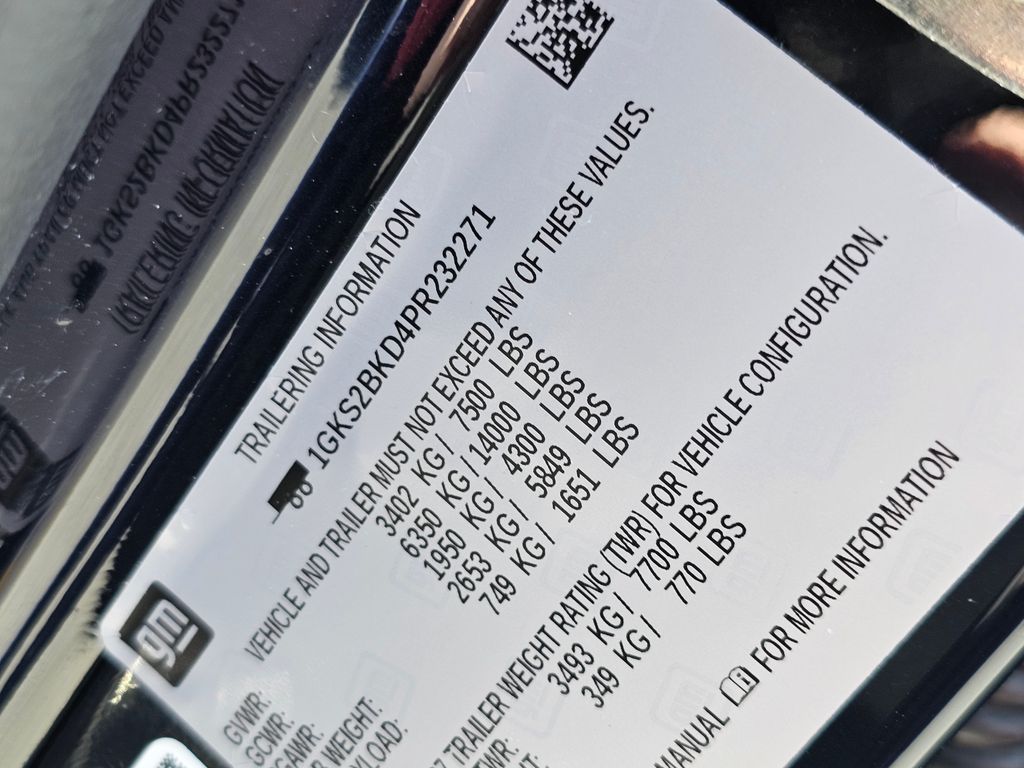 TRAILERING INFORMATION
1GKS2BKD4PR232271
VEHICLE AND TRAILER MUST NOT EXCEED ANY OF THESE VALUES.
GVWR: 3402 KG / 7500 LBS
GCWR: 6350 KG / 14000 LBS
GAWR: 1950 KG / 4300 LBS
WEIGHT: 2653 KG / 5849 LBS
749 KG / 1651 LBS
TRAILER WEIGHT RATING (TWR) FOR VEHICLE CONFIGURATION.
3493 KG / 7700 LBS
349 KG / 770 LBS
MANUAL FOR MORE INFORMATION
gm